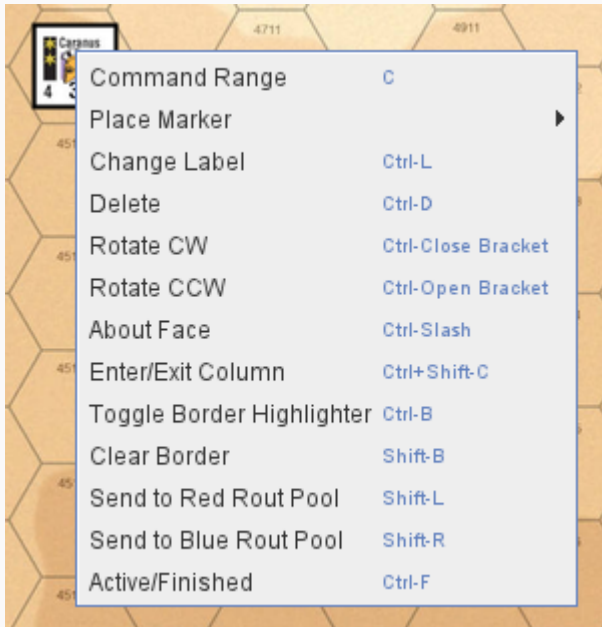 4711
4911
Caranus
4
Command Range C
Place Marker
Change Label Ctrl-L
Delete Ctrl-D
Rotate CW Ctrl-Close Bracket
Rotate CCW Ctrl-Open Bracket
About Face Ctrl-Slash
Enter/Exit Column Ctrl+Shift-C
Toggle Border Highlighter Ctrl-B
Clear Border Shift-B
Send to Red Rout Pool Shift-L
Send to Blue Rout Pool Shift-R
Active/Finished Ctrl-F